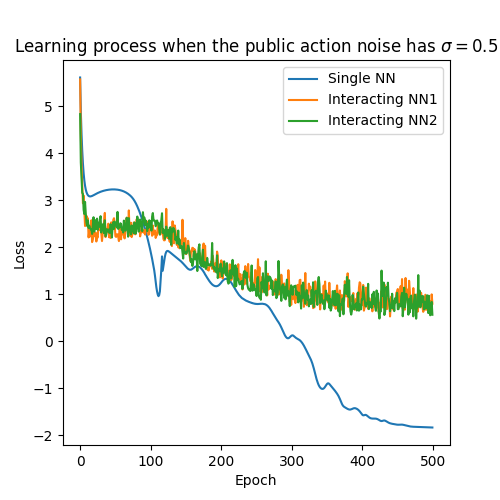 Learning process when the public action noise has σ = 0.5
Single NN
Interacting NN1
Interacting NN2
Loss
5
4
3
2
1
0
−1
−2
0 100 200 300 400 500
Epoch